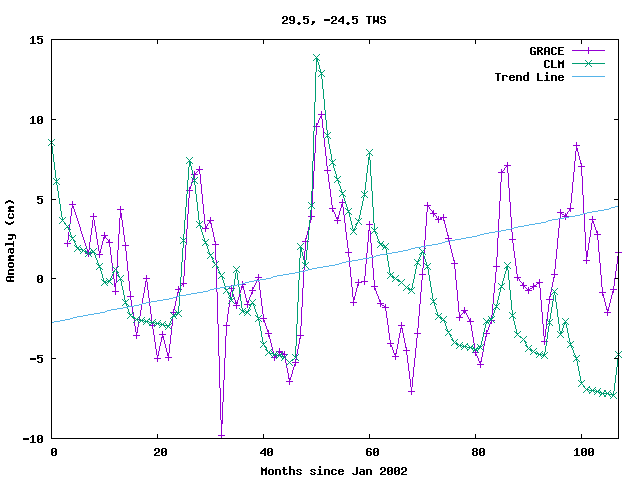 29.5, -24.5 TWS
GRACE
CLM
Trend Line
15
10
5
0
-5
-10
Anomaly (cm)
0 20 40 60 80 100
Months since Jan 2002